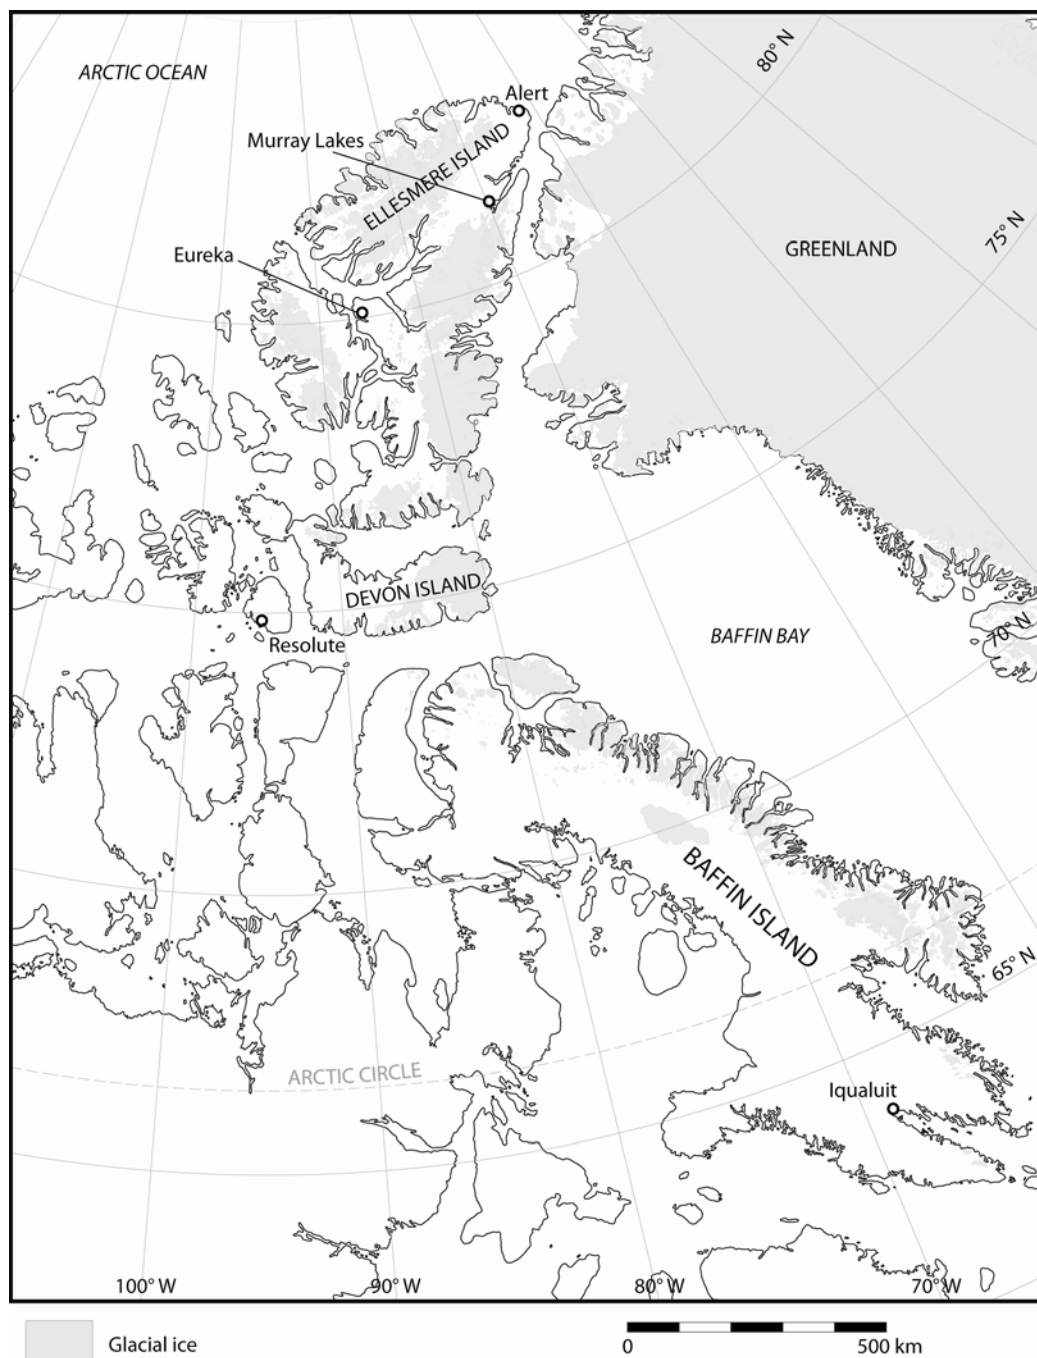 80° N
ARCTIC OCEAN
Alert
Murray Lakes
ELLESMERE ISLAND
75° N
GREENLAND
Eureka
DEVON ISLAND
70° N
BAFFIN BAY
Resolute
BAFFIN ISLAND
65° N
ARCTIC CIRCLE
Iqualuit
100°W
90°W
80°W
70°W
Glacial ice
0
500 km